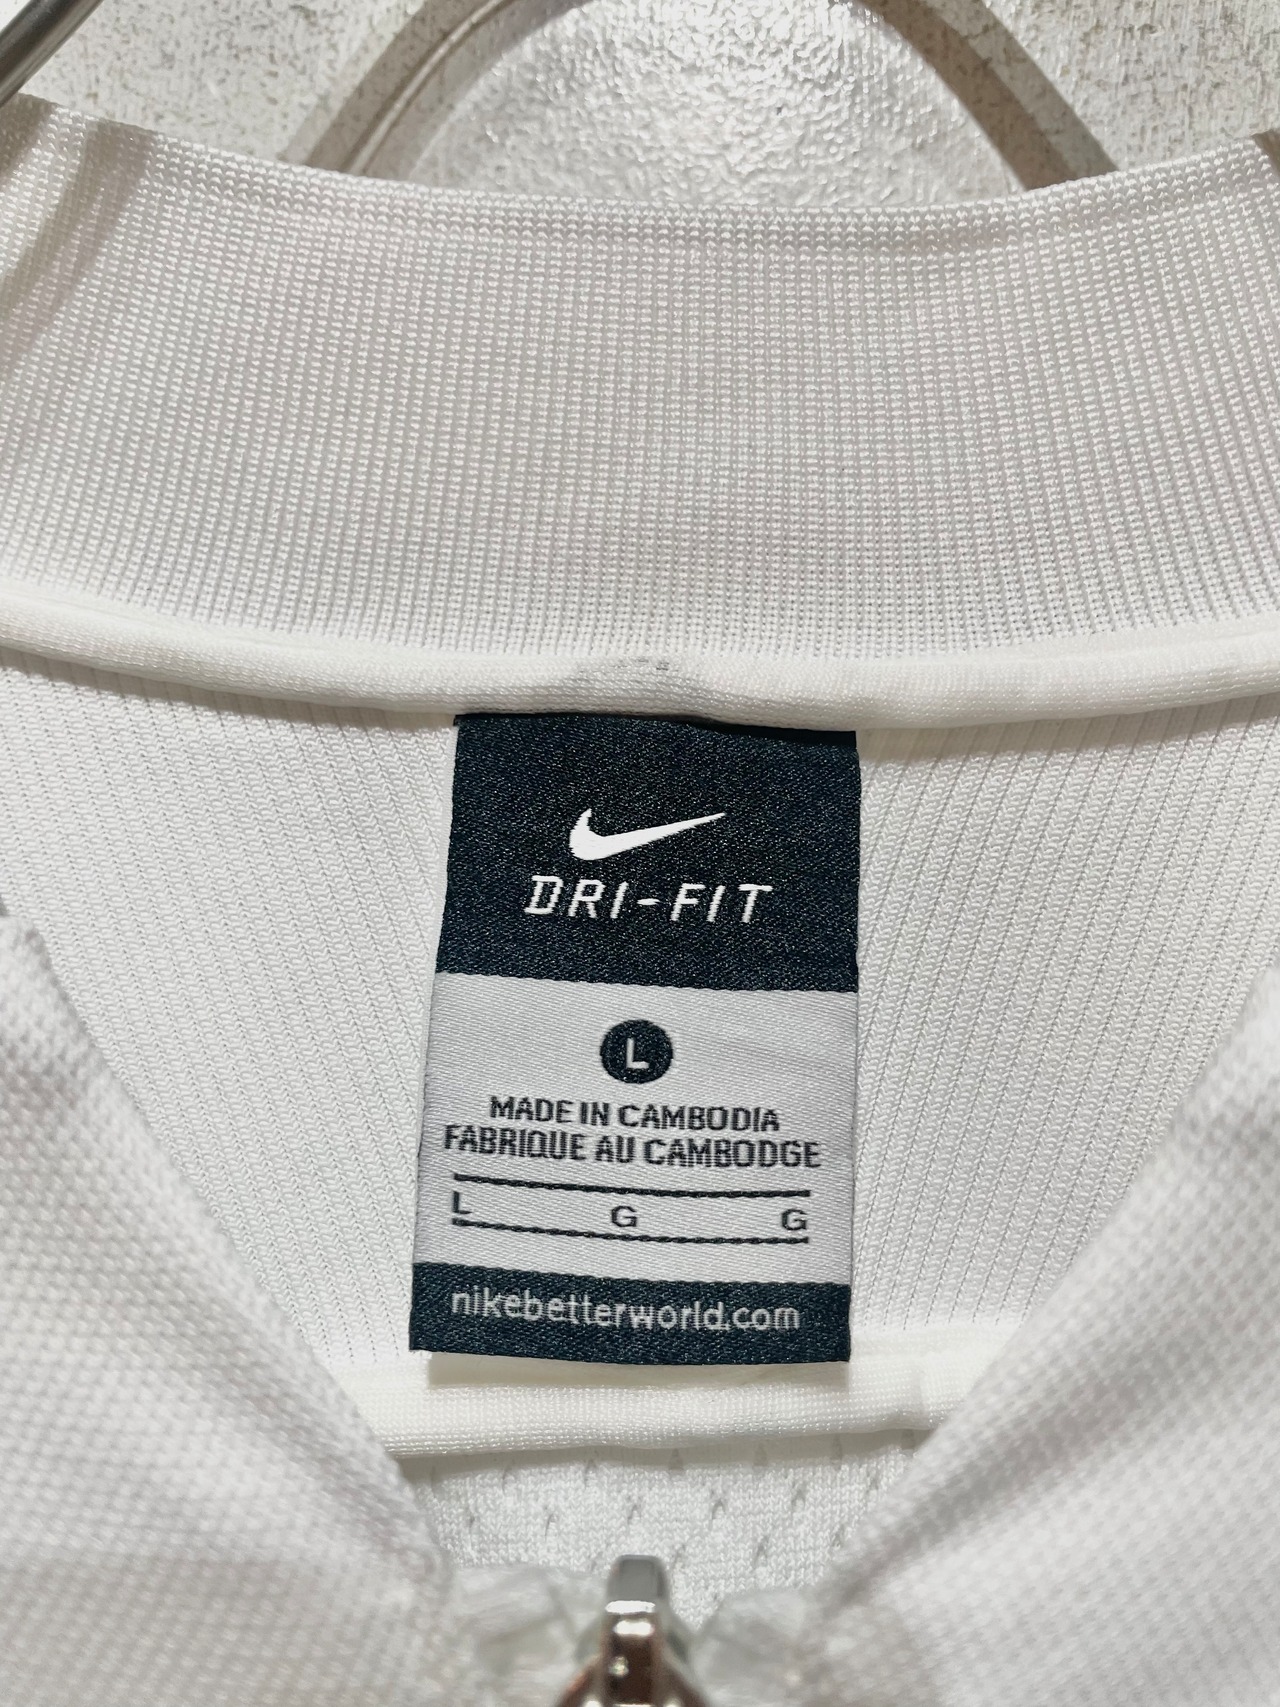 DRI-FIT
L
MADE IN CAMBODIA
FABRIQUE AU CAMBODGE
L G G
nikebetterworld.com